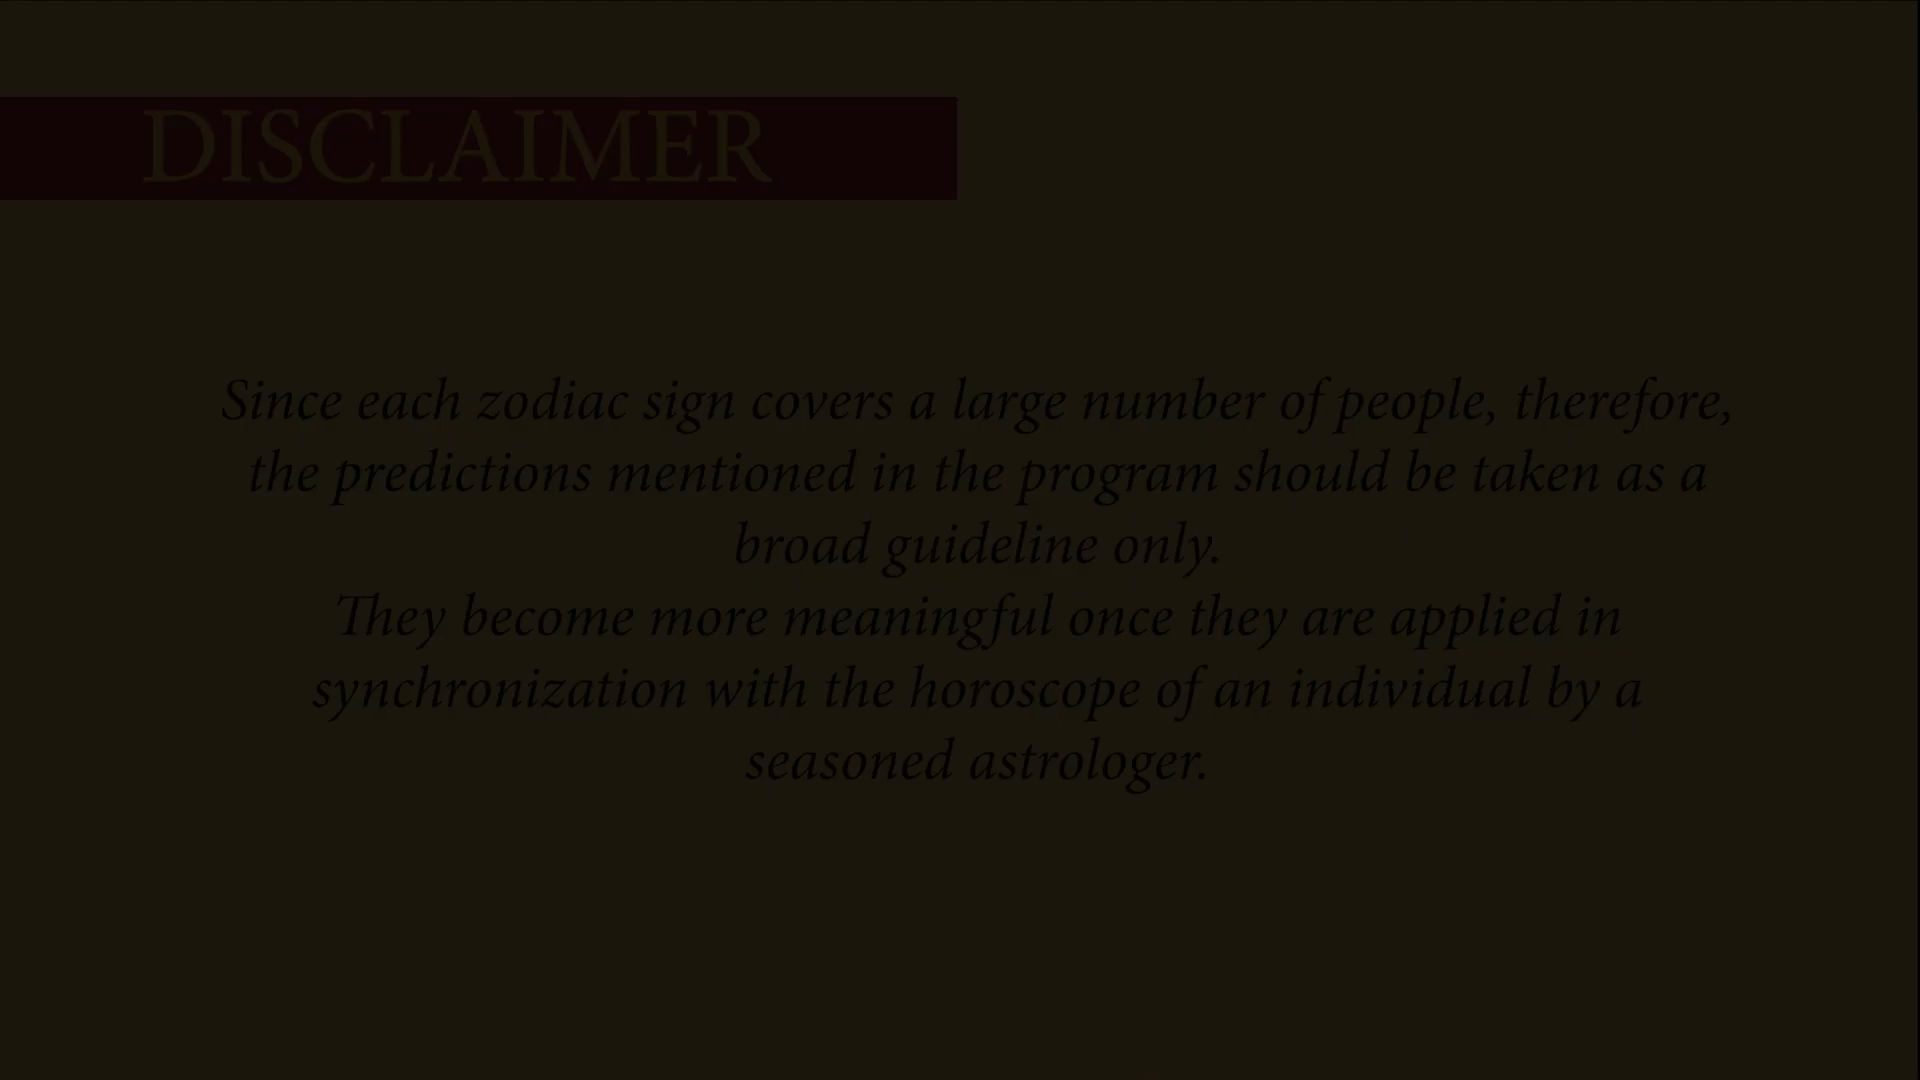 DISCLAIMER
Since each zodiac sign covers a large number of people, therefore,
the predictions mentioned in the program should be taken as a
broad guideline only.
They become more meaningful once they are applied in
synchronization with the horoscope of an individual by a
seasoned astrologer.